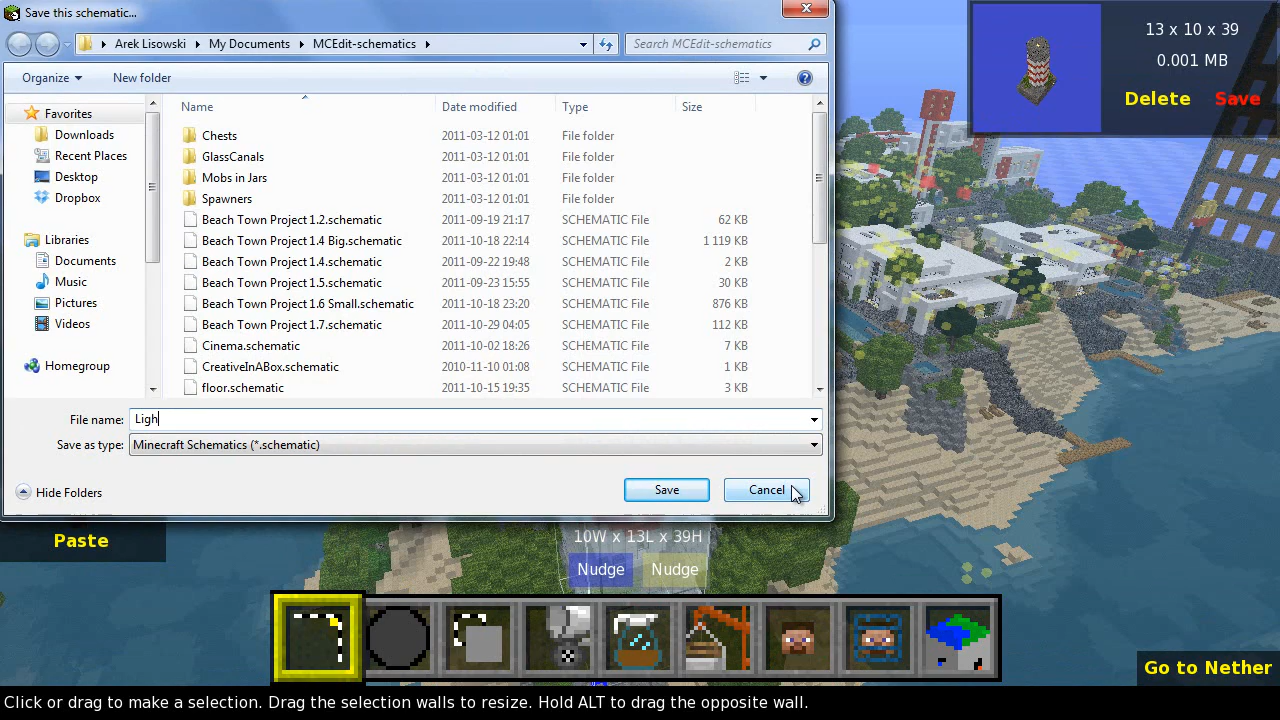 Save this schematic...
Arek Lisowski
My Documents
MCEdit-schematics
Search MCEdit-schematics
Organize
New folder
Favorites
Downloads
Recent Places
Desktop
Dropbox
Libraries
Documents
Music
Pictures
Videos
Homegroup
Name Date modified Type Size
Chests 2011-03-12 01:01 File folder
GlassCanals 2011-03-12 01:01 File folder
Mobs in Jars 2011-03-12 01:01 File folder
Spawners 2011-03-12 01:01 File folder
Beach Town Project 1.2.schematic 2011-09-19 21:17 SCHEMATIC File 62 KB
Beach Town Project 1.4 Big.schematic 2011-10-18 22:14 SCHEMATIC File 1 119 KB
Beach Town Project 1.4.schematic 2011-09-22 19:48 SCHEMATIC File 2 KB
Beach Town Project 1.5.schematic 2011-09-23 15:55 SCHEMATIC File 30 KB
Beach Town Project 1.6 Small.schematic 2011-10-18 23:20 SCHEMATIC File 876 KB
Beach Town Project 1.7.schematic 2011-10-29 04:05 SCHEMATIC File 112 KB
Cinema.schematic 2011-10-02 18:26 SCHEMATIC File 7 KB
CreativeInABox.schematic 2010-11-10 01:08 SCHEMATIC File 1 KB
floor.schematic 2011-10-15 19:35 SCHEMATIC File 3 KB
File name: Ligh
Save as type: Minecraft Schematics (*.schematic)
Hide Folders
Save
Cancel
13 x 10 x 39
0.001 MB
Delete Save
Paste
10W x 13L x 39H
Nudge Nudge
Go to Nether
Click or drag to make a selection. Drag the selection walls to resize. Hold ALT to drag the opposite wall.